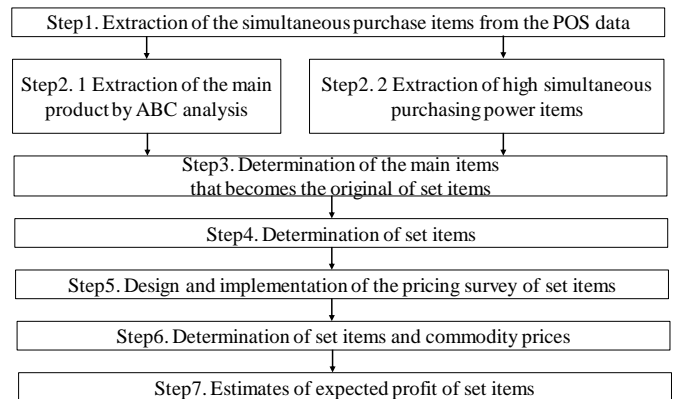 Step1. Extraction of the simultaneous purchase items from the POS data
Step2. 1 Extraction of the main
product by ABC analysis
Step2. 2 Extraction of high simultaneous
purchasing power items
Step3. Determination of the main items
that becomes the original of set items
Step4. Determination of set items
Step5. Design and implementation of the pricing survey of set items
Step6. Determination of set items and commodity prices
Step7. Estimates of expected profit of set items